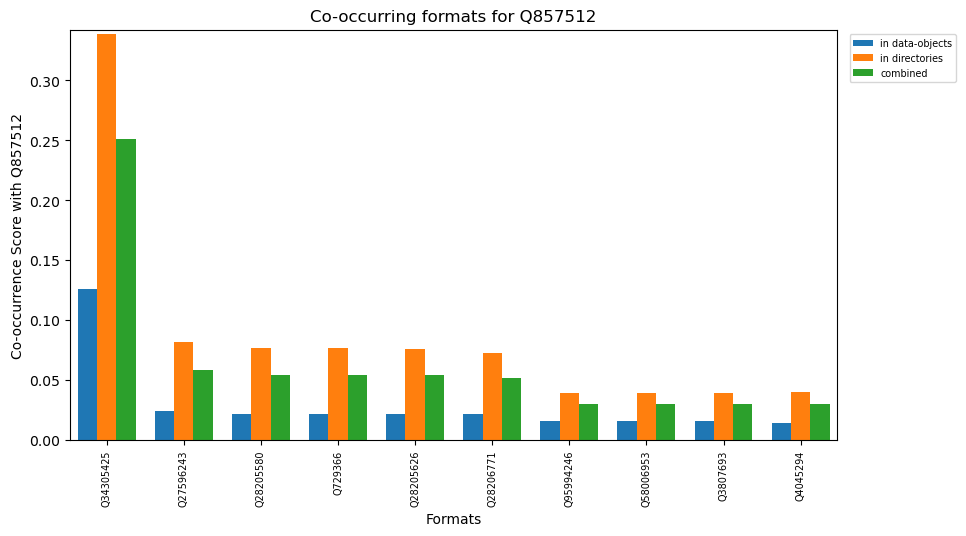 Co-occurring formats for Q857512
in data-objects
in directories
combined
Co-occurrence Score with Q857512
0.30
0.25
0.20
0.15
0.10
0.05
0.00
Q34305425
Q27596243
Q28205580
Q729366
Q28205626
Q28206771
Q95994246
Q58006953
Q3807693
Q4045294
Formats